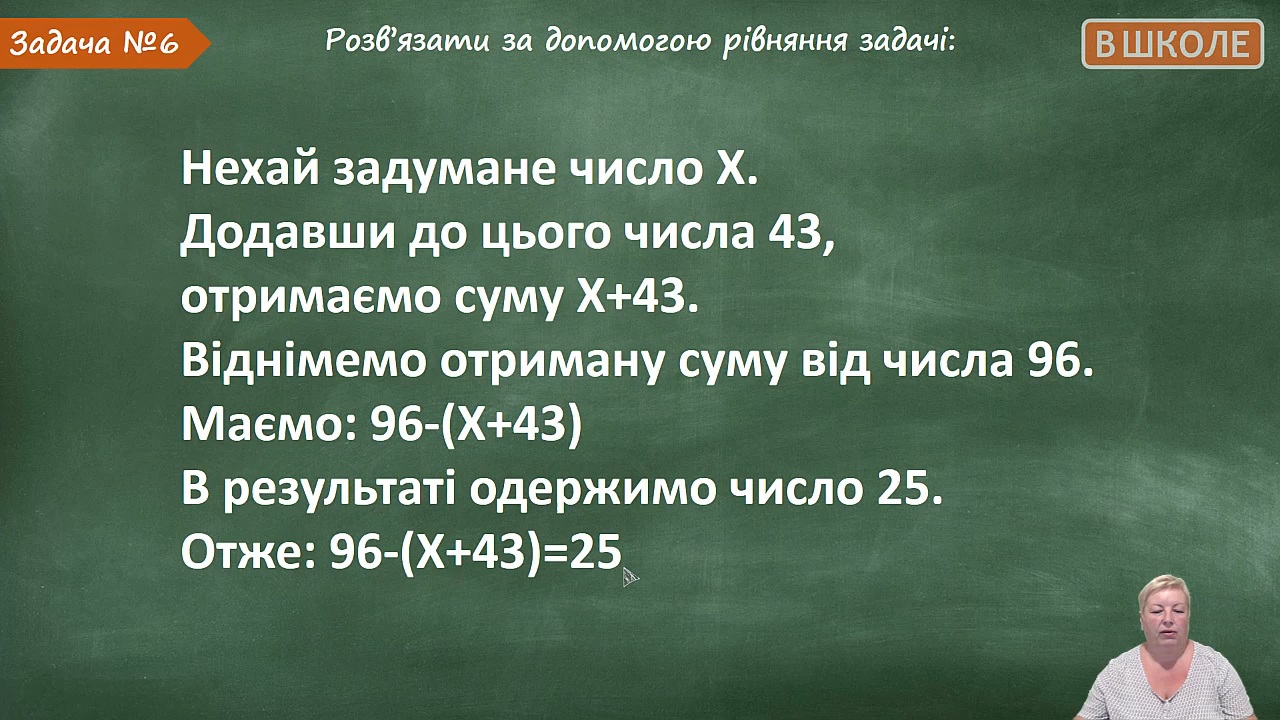 Задача №6
Розв'язати за допомогою рівняння задачі:
В ШКОЛЕ
Нехай задумане число Х.
Додавши до цього числа 43,
отримаємо суму Х+43.
Віднімемо отриману суму від числа 96.
Маємо: 96-(Х+43)
В результаті одержимо число 25.
Отже: 96-(Х+43)=25